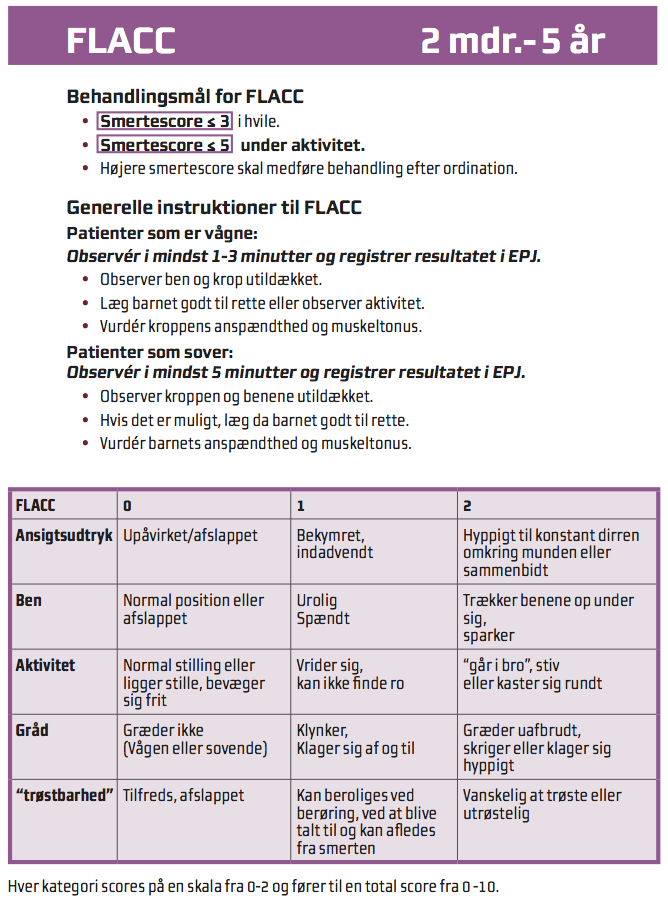 FLACC 2 mdr.- 5 år
Behandlingsmål for FLACC
• Smertescore ≤ 3 i hvile.
• Smertescore ≤ 5 under aktivitet.
• Højere smertescore skal medføre behandling efter ordination.
Generelle instruktioner til FLACC
Patienter som er vågne:
Observér i mindst 1-3 minutter og registrer resultatet i EPJ.
• Observer ben og krop utildækket.
• Læg barnet godt til rette eller observer aktivitet.
• Vurdér kroppens anspændthed og muskeltonus.
Patienter som sover:
Observér i mindst 5 minutter og registrer resultatet i EPJ.
• Observer kroppen og benene utildækket.
• Hvis det er muligt, læg da barnet godt til rette.
• Vurdér barnets anspændthed og muskeltonus.
FLACC 0 1 2
Ansigtsudtryk
Upåvirket/afslappet
Bekymret,
indadvendt
Hyppigt til konstant dirren
omkring munden eller
sammenbidt
Ben
Normal position eller
afslappet
Urolig
Spændt
Trækker benene op under
sig,
sparker
Aktivitet
Normal stilling eller
ligger stille, bevæger
sig frit
Vrider sig,
kan ikke finde ro
“går i bro”, stiv
eller kaster sig rundt
Gråd
Græder ikke
(Vågen eller sovende)
Klynker,
Klager sig af og til
Græder uafbrudt,
skriger eller klager sig
hyppigt
“trøstbarhed”
Tilfreds, afslappet
Kan beroliges ved
berøring, ved at blive
talt til og kan afledes
fra smerten
Vanskelig at trøste eller
utrøstelig
Hver kategori scores på en skala fra 0-2 og fører til en total score fra 0 -10.